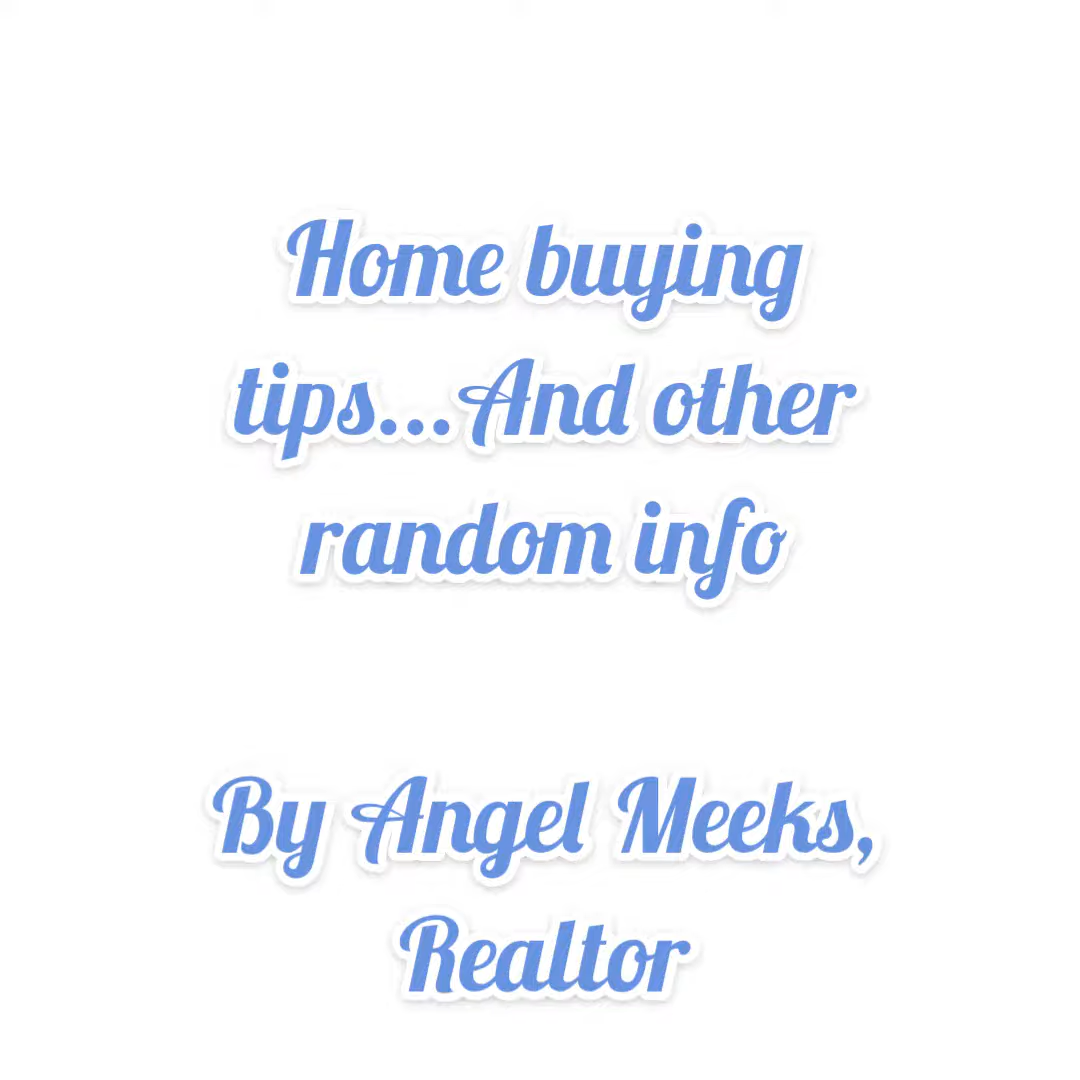 Home buying
tips...And other
random info
By Angel Meeks,
Realtor